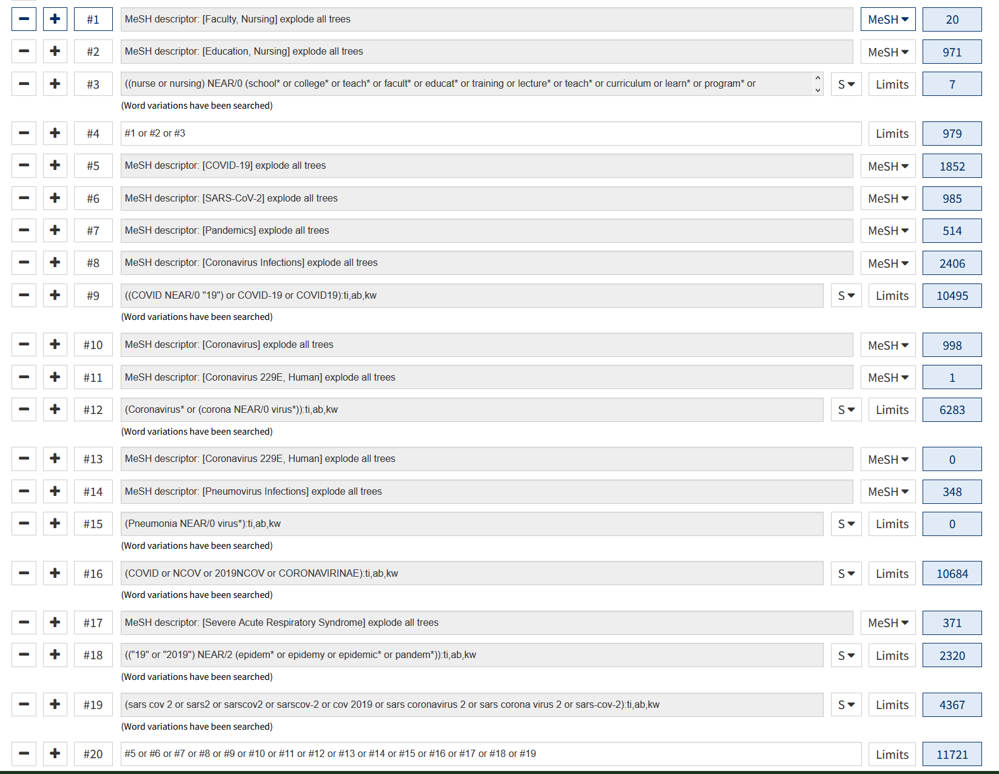 #1 MeSH descriptor: [Faculty, Nursing] explode all trees MeSH 20
#2 MeSH descriptor: [Education, Nursing] explode all trees MeSH 971
#3 ((nurse or nursing) NEAR/0 (school* or college* or teach* or facult* or educat* or training or lecture* or teach* or curriculum or learn* or program* or S Limits 7
(Word variations have been searched)
#4 #1 or #2 or #3 Limits 979
#5 MeSH descriptor: [COVID-19] explode all trees MeSH 1852
#6 MeSH descriptor: [SARS-CoV-2] explode all trees MeSH 985
#7 MeSH descriptor: [Pandemics] explode all trees MeSH 514
#8 MeSH descriptor: [Coronavirus Infections] explode all trees MeSH 2406
#9 ((COVID NEAR/0 "19") or COVID-19 or COVID19):ti,ab,kw S Limits 10495
(Word variations have been searched)
#10 MeSH descriptor: [Coronavirus] explode all trees MeSH 998
#11 MeSH descriptor: [Coronavirus 229E, Human] explode all trees MeSH 1
#12 (Coronavirus* or (corona NEAR/0 virus*)):ti,ab,kw S Limits 6283
(Word variations have been searched)
#13 MeSH descriptor: [Coronavirus 229E, Human] explode all trees MeSH 0
#14 MeSH descriptor: [Pneumovirus Infections] explode all trees MeSH 348
#15 (Pneumonia NEAR/0 virus*):ti,ab,kw S Limits 0
(Word variations have been searched)
#16 (COVID or NCOV or 2019NCOV or CORONAVIRINAE):ti,ab,kw S Limits 10684
(Word variations have been searched)
#17 MeSH descriptor: [Severe Acute Respiratory Syndrome] explode all trees MeSH 371
#18 (("19" or "2019") NEAR/2 (epidem* or epidemy or epidemic* or pandem*)):ti,ab,kw S Limits 2320
(Word variations have been searched)
#19 (sars cov 2 or sars2 or sarscov2 or sarscov-2 or cov 2019 or sars coronavirus 2 or sars corona virus 2 or sars-cov-2):ti,ab,kw S Limits 4367
(Word variations have been searched)
#20 #5 or #6 or #7 or #8 or #9 or #10 or #11 or #12 or #13 or #14 or #15 or #16 or #17 or #18 or #19 Limits 11721